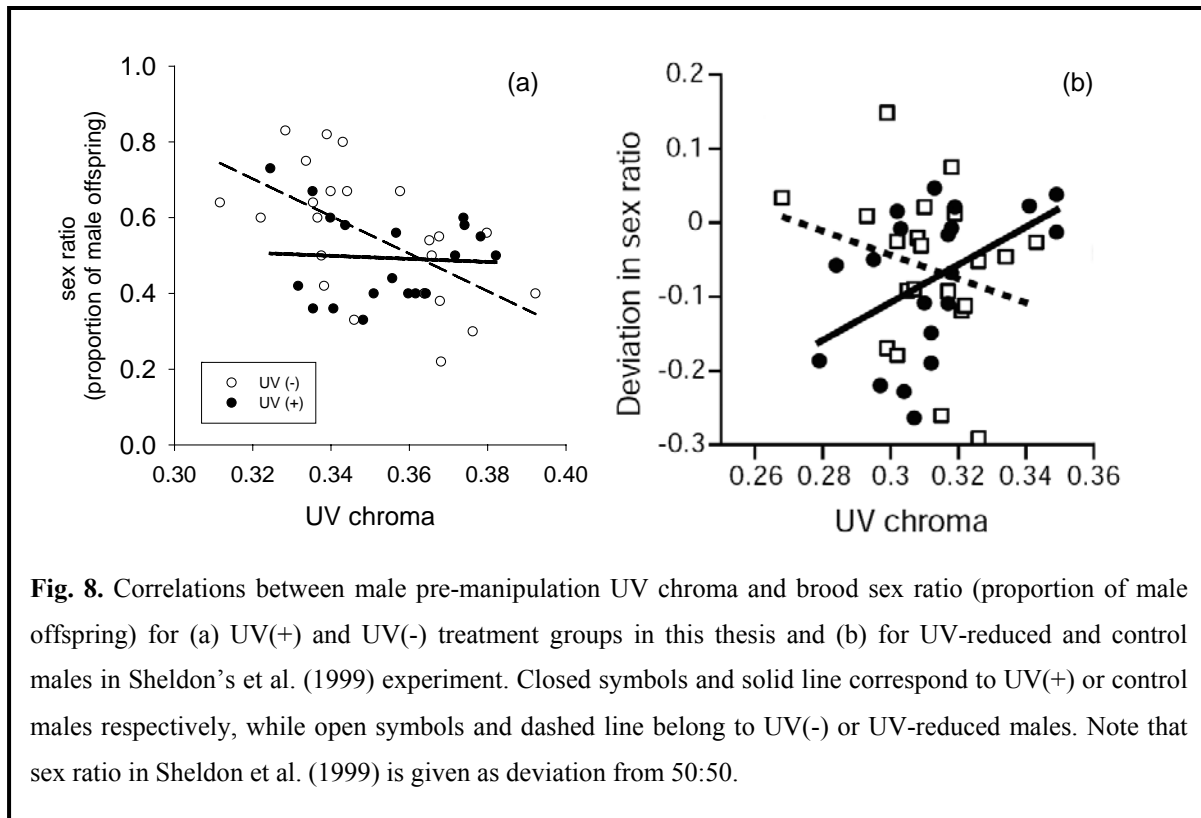 (a)
1.0
0.8
0.6
0.4
0.2
0.0
sex ratio
(proportion of male offspring)
UV (-)
UV (+)
0.30 0.32 0.34 0.36 0.38 0.40
UV chroma
(b)
0.2
0.1
0
-0.1
-0.2
-0.3
Deviation in sex ratio
0.26 0.28 0.3 0.32 0.34 0.36
UV chroma
Fig. 8. Correlations between male pre-manipulation UV chroma and brood sex ratio (proportion of male
offspring) for (a) UV(+) and UV(-) treatment groups in this thesis and (b) for UV-reduced and control
males in Sheldon's et al. (1999) experiment. Closed symbols and solid line correspond to UV(+) or control
males respectively, while open symbols and dashed line belong to UV(-) or UV-reduced males. Note that
sex ratio in Sheldon et al. (1999) is given as deviation from 50:50.